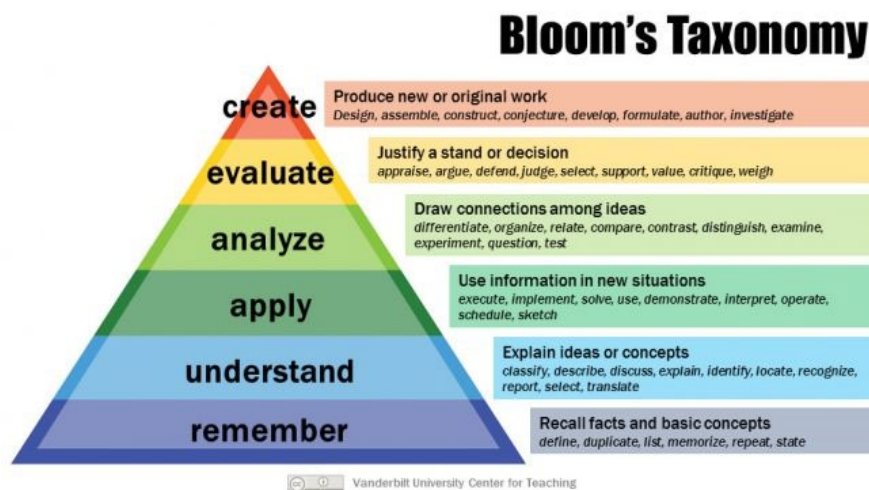 Bloom's Taxonomy
create
Produce new or original work
Design, assemble, construct, conjecture, develop, formulate, author, investigate
evaluate
Justify a stand or decision
appraise, argue, defend, judge, select, support, value, critique, weigh
analyze
Draw connections among ideas
differentiate, organize, relate, compare, contrast, distinguish, examine,
experiment, question, test
apply
Use information in new situations
execute, implement, solve, use, demonstrate, interpret, operate,
schedule, sketch
understand
Explain ideas or concepts
classify, describe, discuss, explain, identify, locate, recognize,
report, select, translate
remember
Recall facts and basic concepts
define, duplicate, list, memorize, repeat, state
Vanderbilt University Center for Teaching